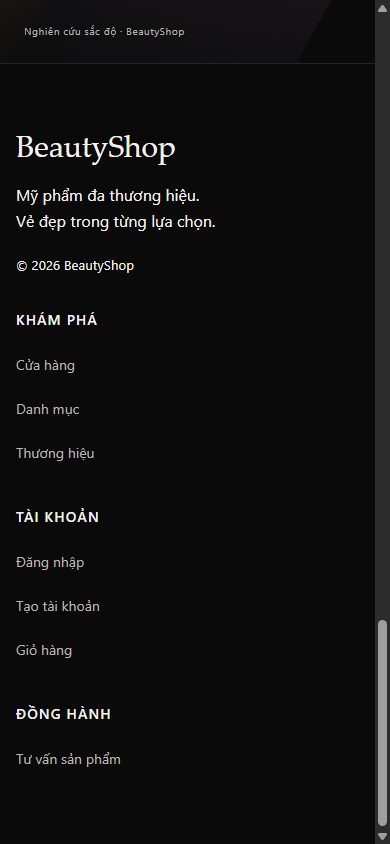 Nghiên cứu sắc độ · BeautyShop
BeautyShop
Mỹ phẩm đa thương hiệu.
Vẻ đẹp trong từng lựa chọn.
© 2026 BeautyShop
KHÁM PHÁ
Cửa hàng
Danh mục
Thương hiệu
TÀI KHOẢN
Đăng nhập
Tạo tài khoản
Giỏ hàng
ĐỒNG HÀNH
Tư vấn sản phẩm